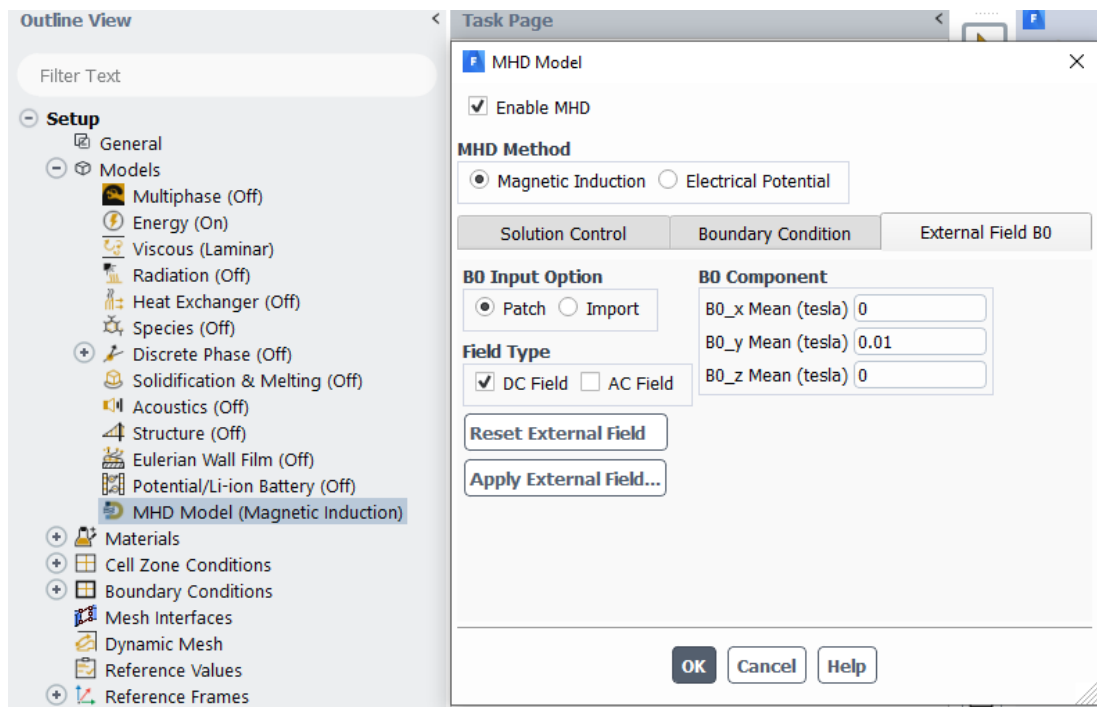 Outline View
Filter Text
Setup
General
Models
Multiphase (Off)
Energy (On)
Viscous (Laminar)
Radiation (Off)
Heat Exchanger (Off)
Species (Off)
Discrete Phase (Off)
Solidification & Melting (Off)
Acoustics (Off)
Structure (Off)
Eulerian Wall Film (Off)
Potential/Li-ion Battery (Off)
MHD Model (Magnetic Induction)
Materials
Cell Zone Conditions
Boundary Conditions
Mesh Interfaces
Dynamic Mesh
Reference Values
Reference Frames
Task Page
MHD Model
Enable MHD
MHD Method
Magnetic Induction Electrical Potential
Solution Control Boundary Condition External Field B0
B0 Input Option
Patch Import
Field Type
DC Field AC Field
Reset External Field
Apply External Field...
B0 Component
B0_x Mean (tesla) 0
B0_y Mean (tesla) 0.01
B0_z Mean (tesla) 0
OK Cancel Help